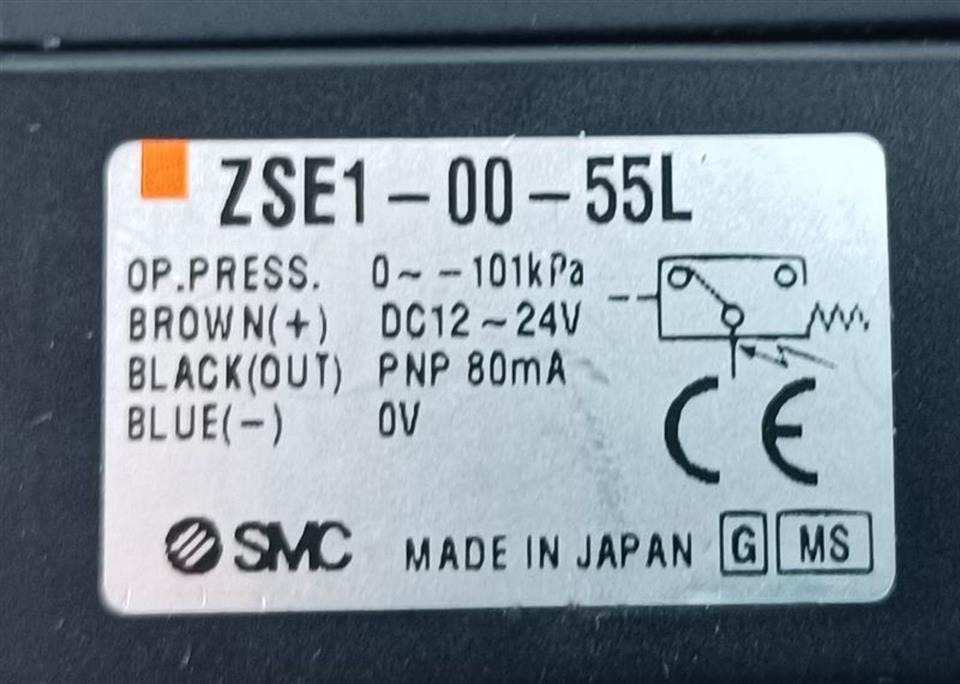 ZSE1-00-55L
OP.PRESS. 0~-101kPa
BROWN(+) DC12~24V
BLACK(OUT) PNP 80mA
BLUE(-) 0V
CE
SMC MADE IN JAPAN G MS